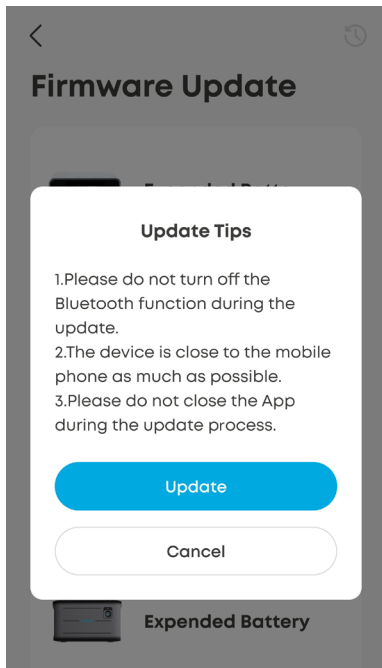 Firmware Update
Update Tips
1.Please do not turn off the
Bluetooth function during the
update.
2.The device is close to the mobile
phone as much as possible.
3.Please do not close the App
during the update process.
Update
Cancel
Expended Battery